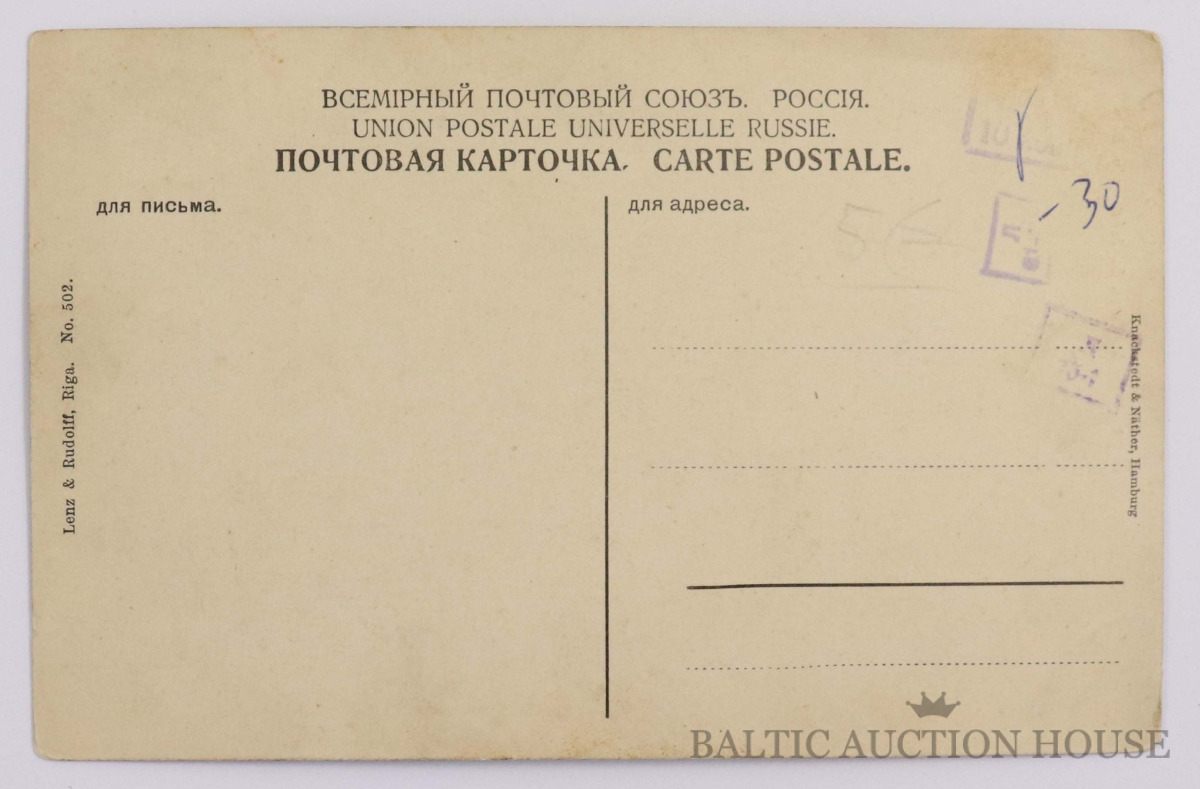 ВСЕМІРНЫЙ ПОЧТОВЫЙ СОЮЗЪ. РОССІЯ.
UNION POSTALE UNIVERSELLE RUSSIE.
ПОЧТОВАЯ КАРТОЧКА. CARTE POSTALE.
для письма.
для адреса.
- 30
Lenz & Rudolff, Riga. No. 502.
Knackstedt & Näther, Hamburg
BALTIC AUCTION HOUSE